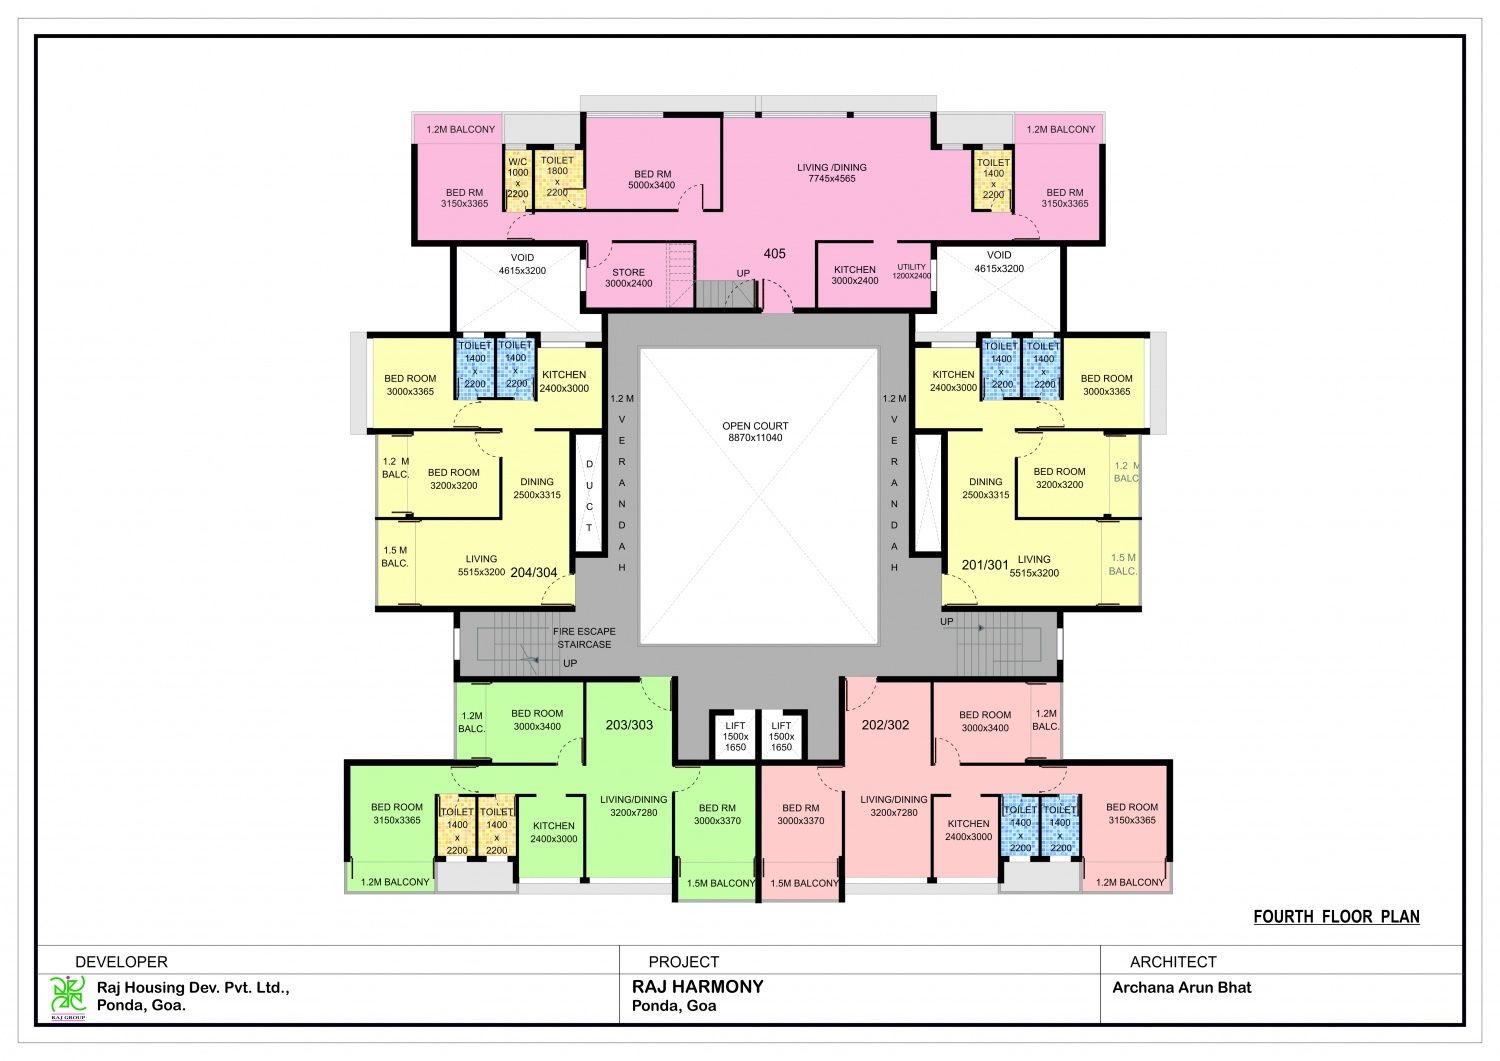 1.2M BALCONY
BED RM
3150x3365
W/C
1000
x
2200
TOILET
1800
x
2200
BED RM
5000x3400
LIVING /DINING
7745x4565
TOILET
1400
x
2200
1.2M BALCONY
BED RM
3150x3365
VOID
4615x3200
STORE
3000x2400
UP
405
KITCHEN
3000x2400
UTILITY
1200X2400
VOID
4615x3200
BED ROOM
3000x3365
TOILET
1400
x
2200
TOILET
1400
x
2200
KITCHEN
2400x3000
1.2 M
BALC.
BED ROOM
3200x3200
DINING
2500x3315
DUCT
1.5 M
BALC.
LIVING
5515x3200
204/304
1.2 M
VERANDAH
OPEN COURT
8870x11040
1.2 M
VERANDAH
KITCHEN
2400x3000
TOILET
1400
x
2200
TOILET
1400
x
2200
BED ROOM
3000x3365
DINING
2500x3315
BED ROOM
3200x3200
1.2 M
BALC
201/301
LIVING
5515x3200
1.5 M
BALC.
FIRE ESCAPE
STAIRCASE
UP
UP
1.2M
BALC.
BED ROOM
3000x3400
203/303
LIFT
1500x
1650
LIFT
1500x
1650
202/302
BED ROOM
3000x3400
1.2M
BALC.
BED ROOM
3150x3365
TOILET
1400
x
2200
TOILET
1400
x
2200
KITCHEN
2400x3000
LIVING/DINING
3200x7280
BED RM
3000x3370
BED RM
3000x3370
LIVING/DINING
3200x7280
KITCHEN
2400x3000
TOILET
1400
x
2200
TOILET
1400
x
2200
BED ROOM
3150x3365
1.2M BALCONY
1.5M BALCONY
1.5M BALCONY
1.2M BALCONY
FOURTH FLOOR PLAN
DEVELOPER
RAJ GROUP
Raj Housing Dev. Pvt. Ltd.,
Ponda, Goa.
PROJECT
RAJ HARMONY
Ponda, Goa
ARCHITECT
Archana Arun Bhat